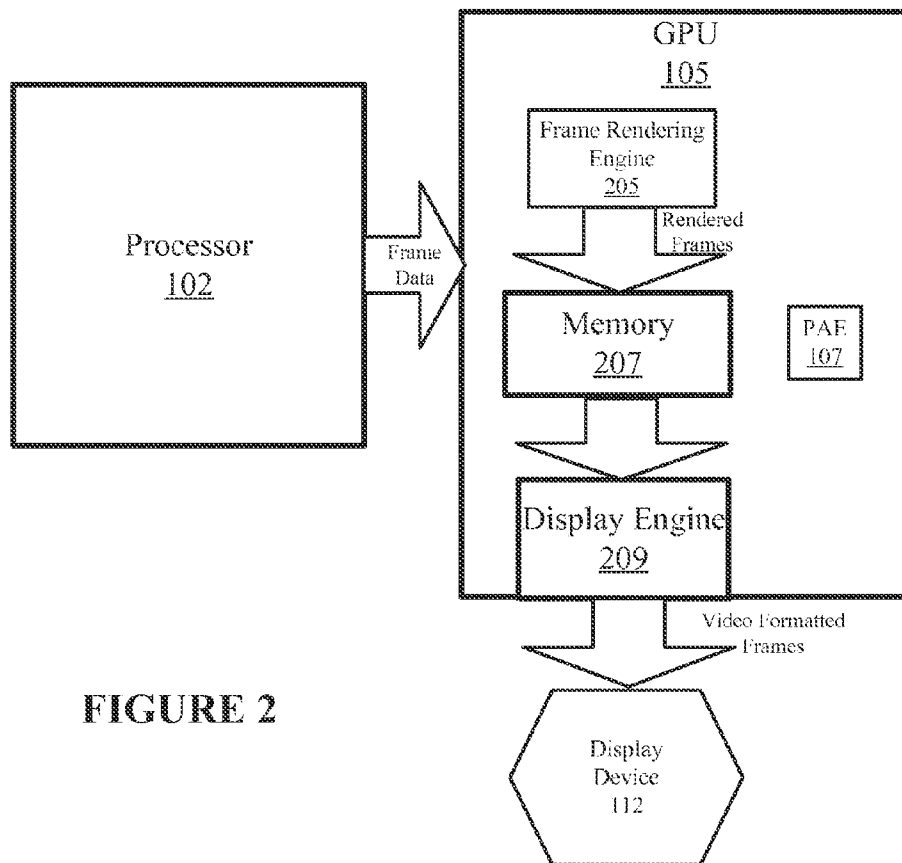 GPU
105
Frame Rendering
Engine
205
Rendered
Frames
Processor
102
Frame
Data
Memory
207
PAE
107
Display Engine
209
Video Formatted
Frames
FIGURE 2
Display
Device
112